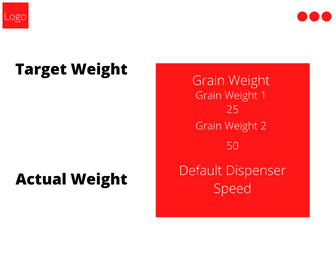 Logo
Target Weight
Grain Weight
Grain Weight 1
25
Grain Weight 2
50
Actual Weight
Default Dispenser
Speed